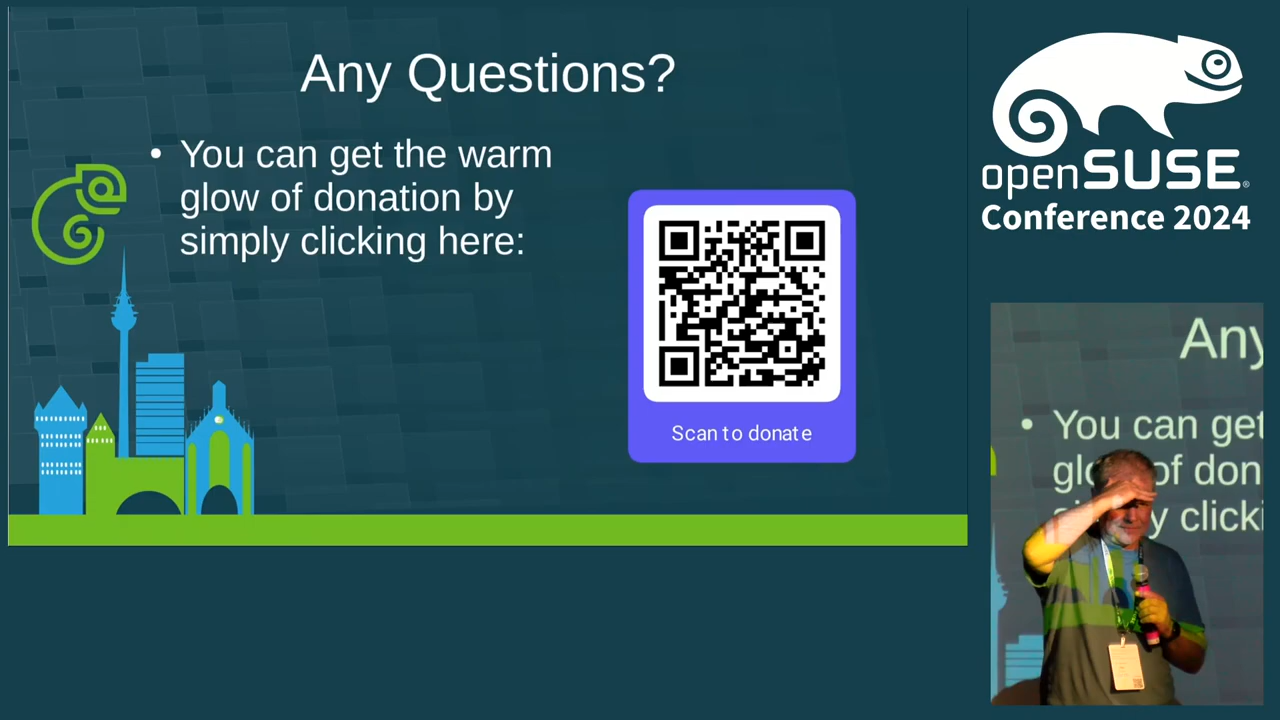 Any Questions?
• You can get the warm
glow of donation by
simply clicking here:
Scan to donate
openSUSE®
Conference 2024
Any
• You can get
of don
clicki